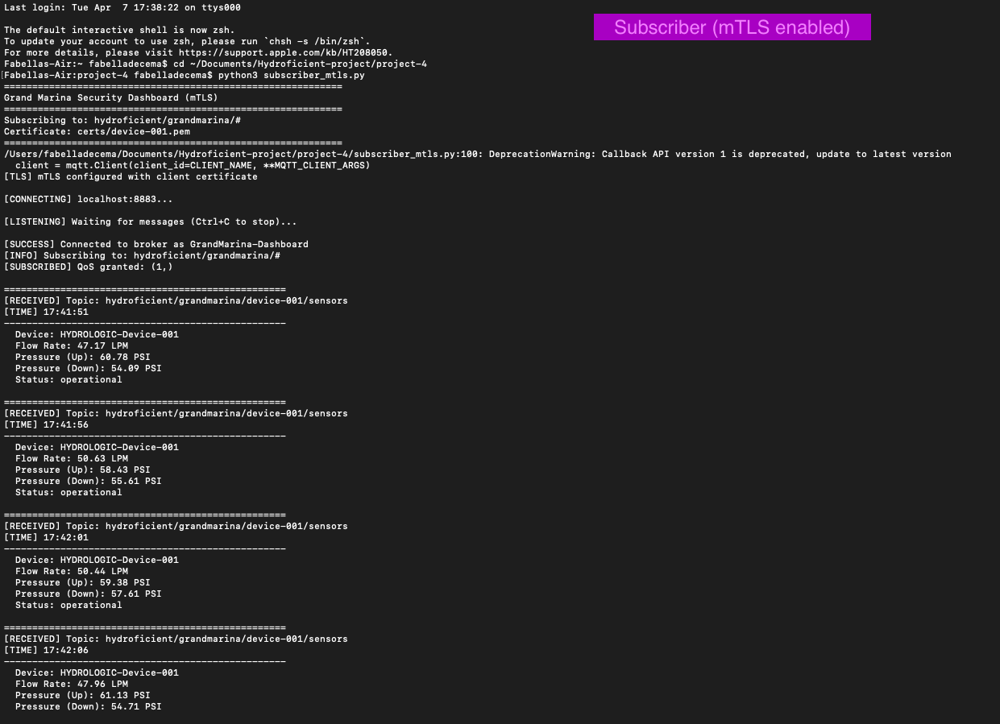 Last login: Tue Apr  7 17:38:22 on ttys000
Subscriber (mTLS enabled)
The default interactive shell is now zsh.
To update your account to use zsh, please run `chsh -s /bin/zsh`.
For more details, please visit https://support.apple.com/kb/HT208050.
Fabellas-Air:~ fabelladecema$ cd ~/Documents/Hydroficient-project/project-4
[Fabellas-Air:project-4 fabelladecema$ python3 subscriber_mtls.py
============================================================
Grand Marina Security Dashboard (mTLS)
============================================================
Subscribing to: hydroficient/grandmarina/#
Certificate: certs/device-001.pem
============================================================
/Users/fabelladecema/Documents/Hydroficient-project/project-4/subscriber_mtls.py:100: DeprecationWarning: Callback API version 1 is deprecated, update to latest version
  client = mqtt.Client(client_id=CLIENT_NAME, **MQTT_CLIENT_ARGS)
[TLS] mTLS configured with client certificate
[CONNECTING] localhost:8883...
[LISTENING] Waiting for messages (Ctrl+C to stop)...
[SUCCESS] Connected to broker as GrandMarina-Dashboard
[INFO] Subscribing to: hydroficient/grandmarina/#
[SUBSCRIBED] QoS granted: (1,)
==================================================
[RECEIVED] Topic: hydroficient/grandmarina/device-001/sensors
[TIME] 17:41:51
--------------------------------------------------
  Device: HYDROLOGIC-Device-001
  Flow Rate: 47.17 LPM
  Pressure (Up): 60.78 PSI
  Pressure (Down): 54.09 PSI
  Status: operational
==================================================
[RECEIVED] Topic: hydroficient/grandmarina/device-001/sensors
[TIME] 17:41:56
--------------------------------------------------
  Device: HYDROLOGIC-Device-001
  Flow Rate: 50.63 LPM
  Pressure (Up): 58.43 PSI
  Pressure (Down): 55.61 PSI
  Status: operational
==================================================
[RECEIVED] Topic: hydroficient/grandmarina/device-001/sensors
[TIME] 17:42:01
--------------------------------------------------
  Device: HYDROLOGIC-Device-001
  Flow Rate: 50.44 LPM
  Pressure (Up): 59.38 PSI
  Pressure (Down): 57.61 PSI
  Status: operational
==================================================
[RECEIVED] Topic: hydroficient/grandmarina/device-001/sensors
[TIME] 17:42:06
--------------------------------------------------
  Device: HYDROLOGIC-Device-001
  Flow Rate: 47.96 LPM
  Pressure (Up): 61.13 PSI
  Pressure (Down): 54.71 PSI